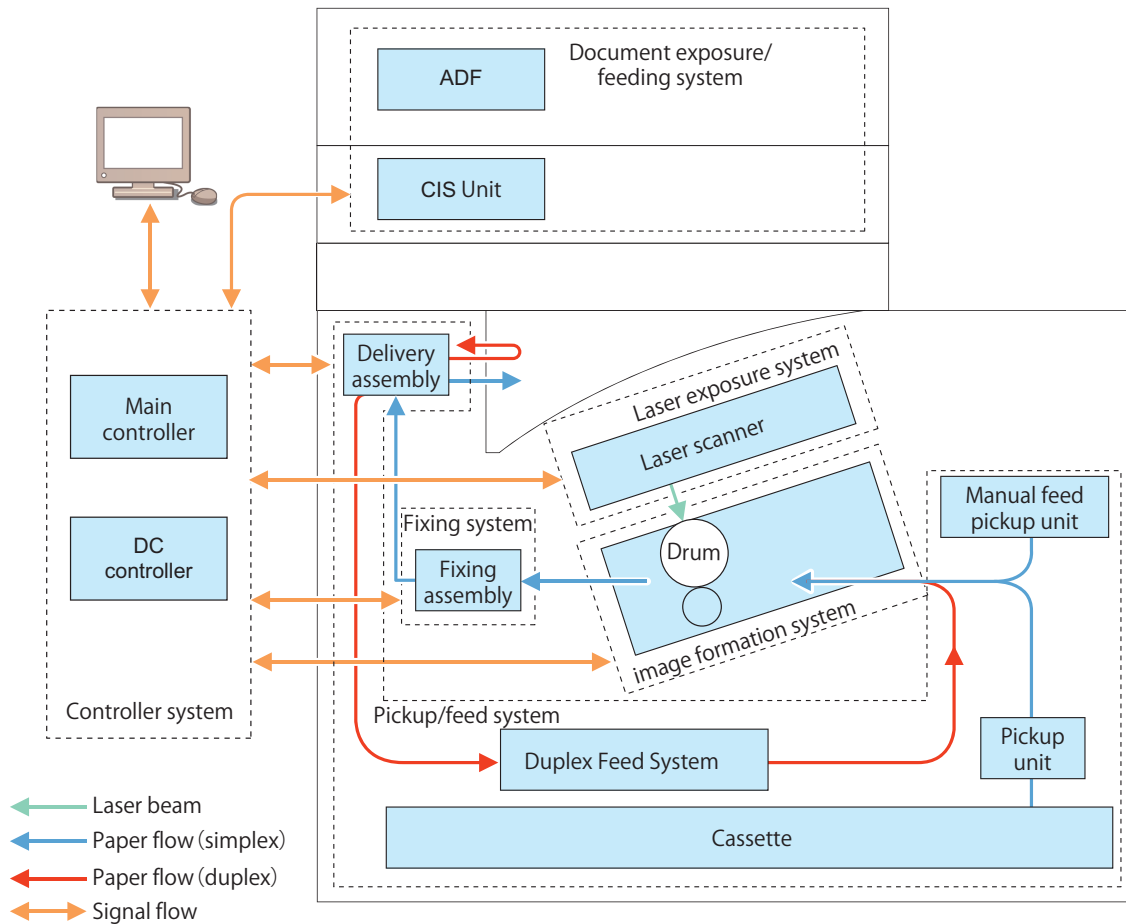 ADF
Document exposure/
feeding system
CIS Unit
Delivery
assembly
Laser exposure system
Laser scanner
Main
controller
Manual feed
pickup unit
Fixing system
DC
controller
Fixing
assembly
Drum
image formation system
Controller system
Pickup/feed system
Duplex Feed System
Pickup
unit
Cassette
Laser beam
Paper flow (simplex)
Paper flow (duplex)
Signal flow